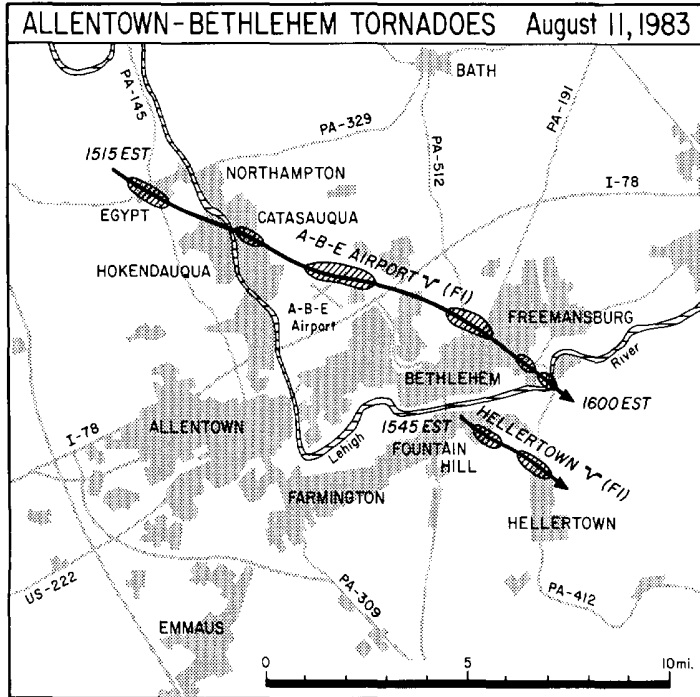 ALLENTOWN-BETHLEHEM TORNADOES August 11, 1983
BATH
PA-145
PA-191
PA-329
PA-512
1515 EST
NORTHAMPTON
I-78
EGYPT
CATASAUQUA
A-B-E AIRPORT (F1)
HOKENDAUQUA
A-B-E
Airport
FREEMANSBURG
River
BETHLEHEM
1600 EST
1545 EST
HELLERTOWN (F1)
ALLENTOWN
I-78
Lehigh
FOUNTAIN
HILL
FARMINGTON
HELLERTOWN
US-222
PA-309
PA-412
EMMAUS
0 5 10 mi.